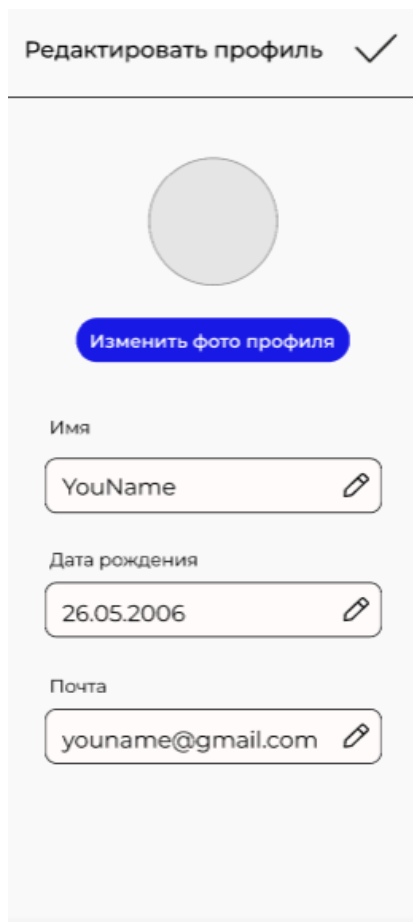 Редактировать профиль
Изменить фото профиля
Имя
YouName
Дата рождения
26.05.2006
Почта
youname@gmail.com